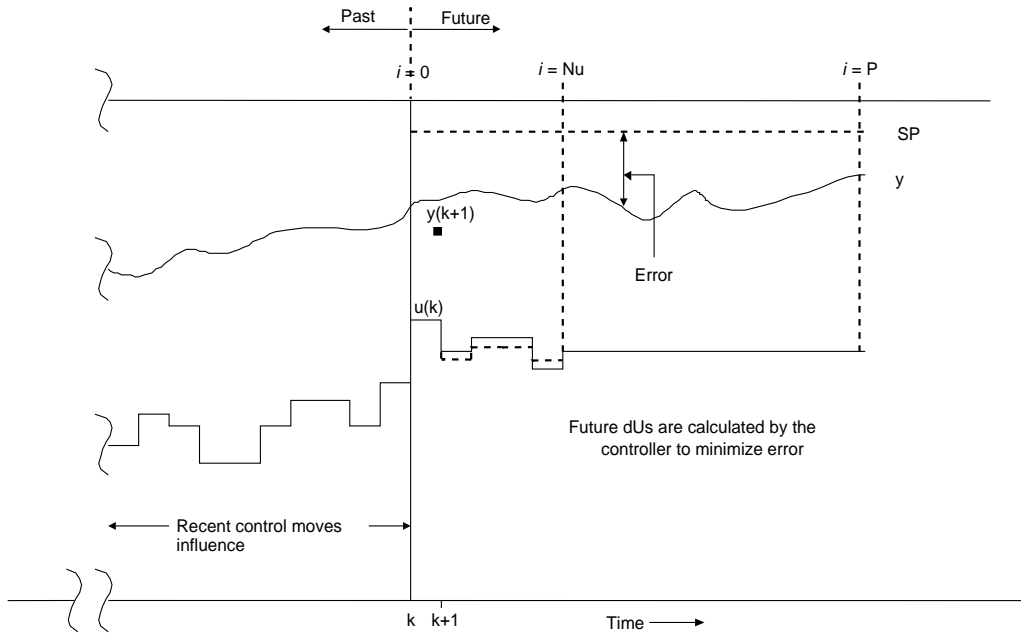 Past Future
i = 0
i = Nu
i = P
SP
y
y(k+1)
Error
u(k)
Future dUs are calculated by the
controller to minimize error
Recent control moves
influence
k k+1
Time